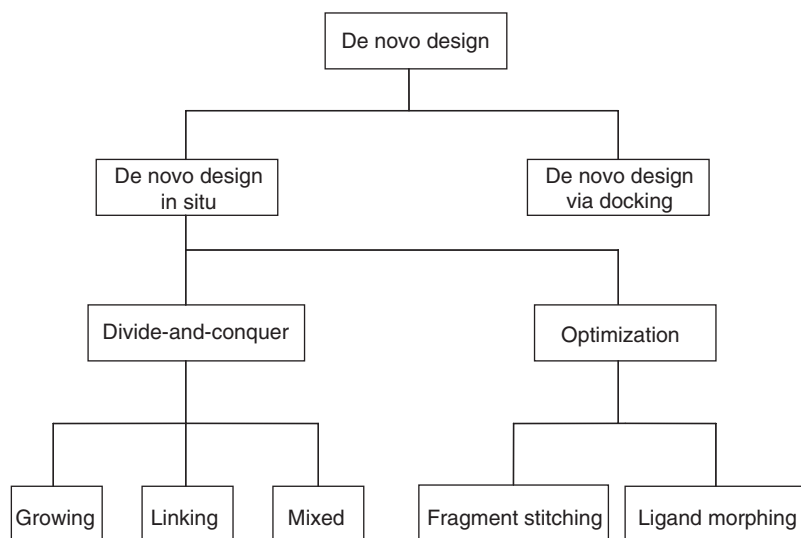 De novo design
De novo design
in situ
De novo design
via docking
Divide-and-conquer
Optimization
Growing
Linking
Mixed
Fragment stitching
Ligand morphing